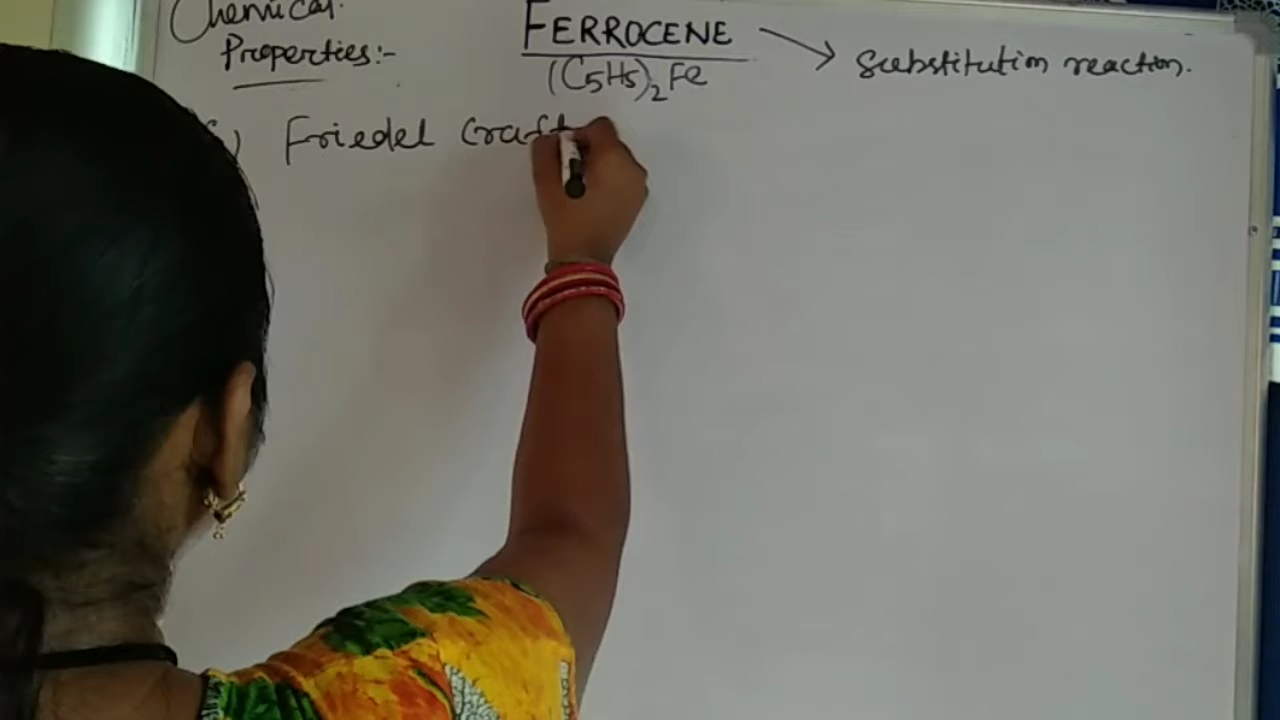 Chemical
Properties:-
FERROCENE → Substitution reaction.
(C5H5)2Fe
Friedel Craft